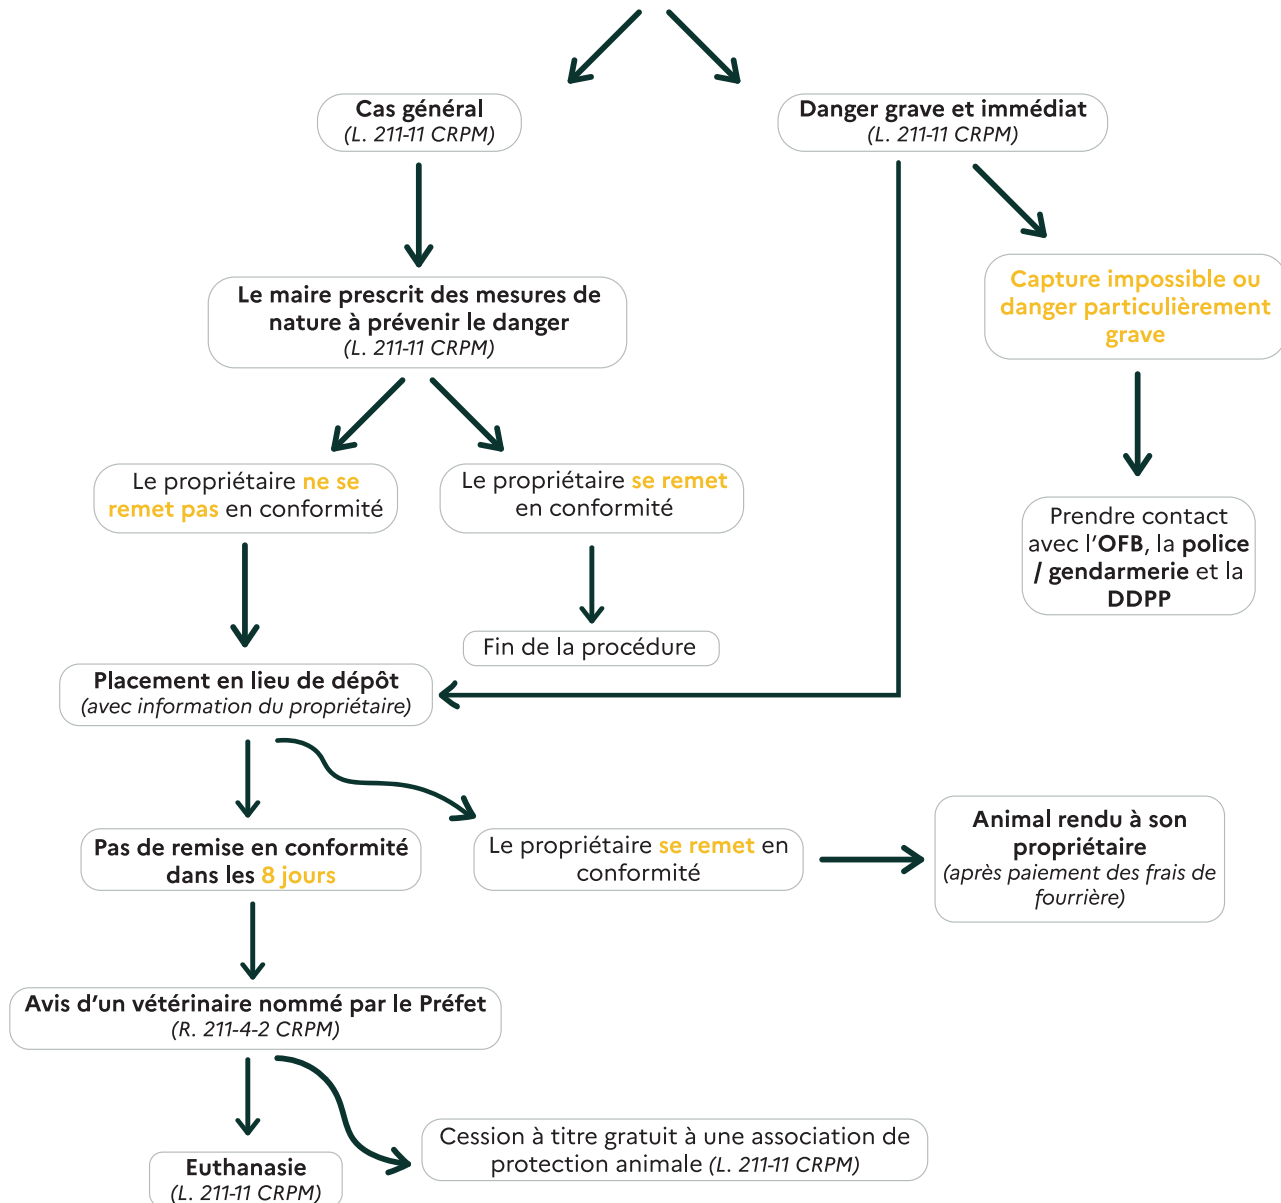 Cas général
(L. 211-11 CRPM)
Danger grave et immédiat
(L. 211-11 CRPM)
Le maire prescrit des mesures de
nature à prévenir le danger
(L. 211-11 CRPM)
Capture impossible ou
danger particulièrement
grave
Le propriétaire ne se
remet pas en conformité
Le propriétaire se remet
en conformité
Prendre contact
avec l'OFB, la police
/ gendarmerie et la
DDPP
Fin de la procédure
Placement en lieu de dépôt
(avec information du propriétaire)
Pas de remise en conformité
dans les 8 jours
Le propriétaire se remet en
conformité
Animal rendu à son
propriétaire
(après paiement des frais de
fourrière)
Avis d'un vétérinaire nommé par le Préfet
(R. 211-4-2 CRPM)
Euthanasie
(L. 211-11 CRPM)
Cession à titre gratuit à une association de
protection animale (L. 211-11 CRPM)